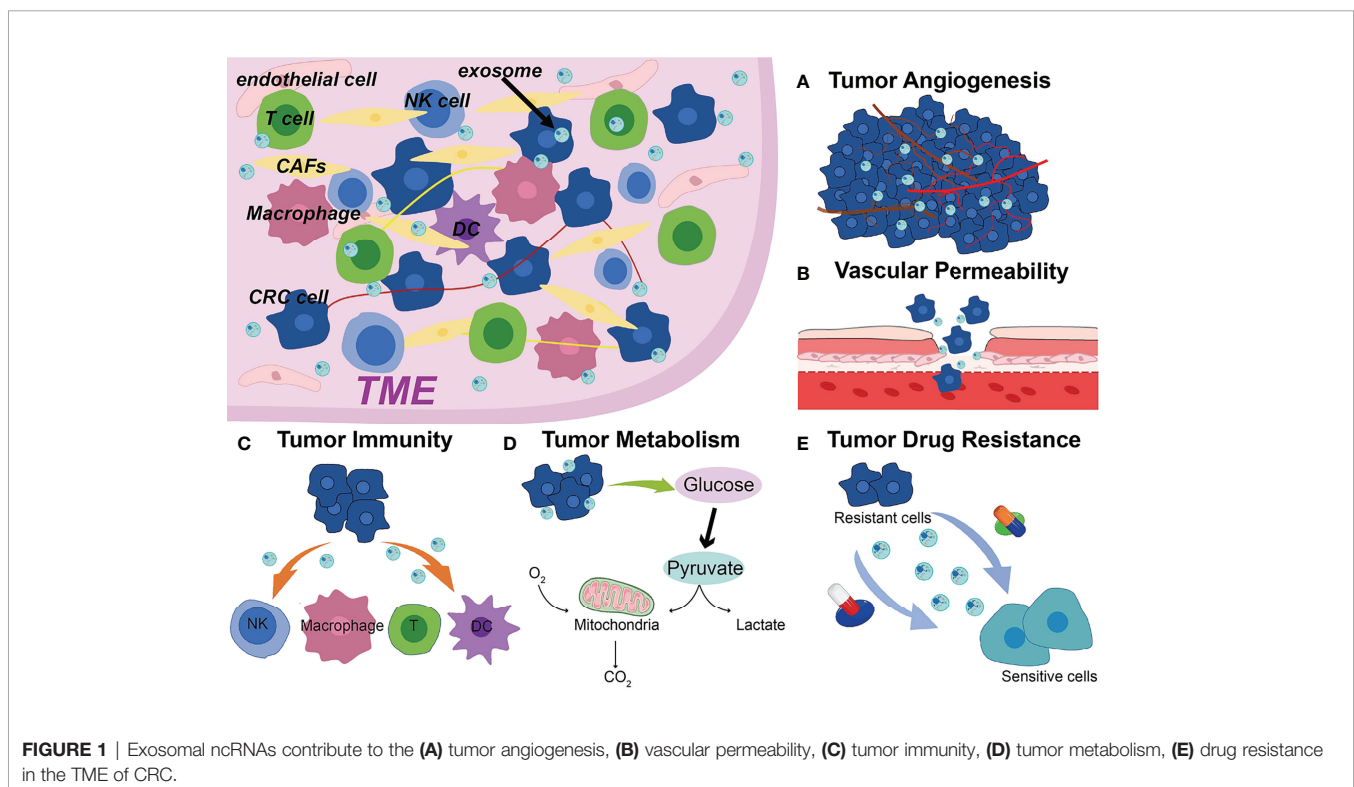 endothelial cell
exosome
T cell
NK cell
CAFs
Macrophage
DC
CRC cell
TME
A Tumor Angiogenesis
B Vascular Permeability
C Tumor Immunity
NK
Macrophage
T
DC
D Tumor Metabolism
Glucose
Pyruvate
O2
Mitochondria
Lactate
CO2
E Tumor Drug Resistance
Resistant cells
Sensitive cells
FIGURE 1 | Exosomal ncRNAs contribute to the (A) tumor angiogenesis, (B) vascular permeability, (C) tumor immunity, (D) tumor metabolism, (E) drug resistance
in the TME of CRC.